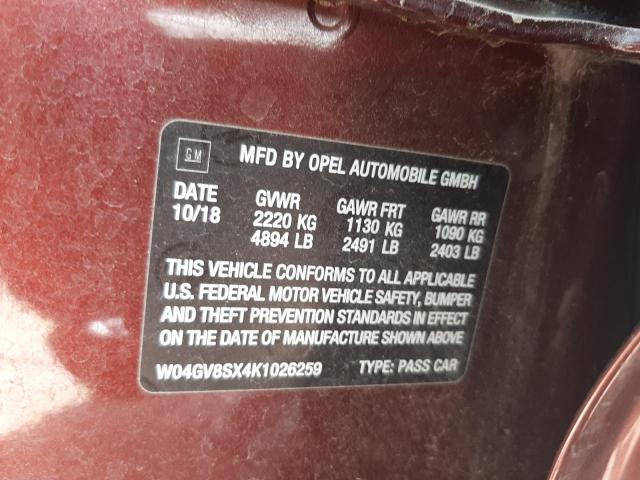 GM
MFD BY OPEL AUTOMOBILE GMBH
DATE GVWR GAWR FRT GAWR RR
10/18 2220 KG 1130 KG 1090 KG
4894 LB 2491 LB 2403 LB
THIS VEHICLE CONFORMS TO ALL APPLICABLE
U.S. FEDERAL MOTOR VEHICLE SAFETY, BUMPER
AND THEFT PREVENTION STANDARDS IN EFFECT
ON THE DATE OF MANUFACTURE SHOWN ABOVE
W04GV8SX4K1026259 TYPE: PASS CAR